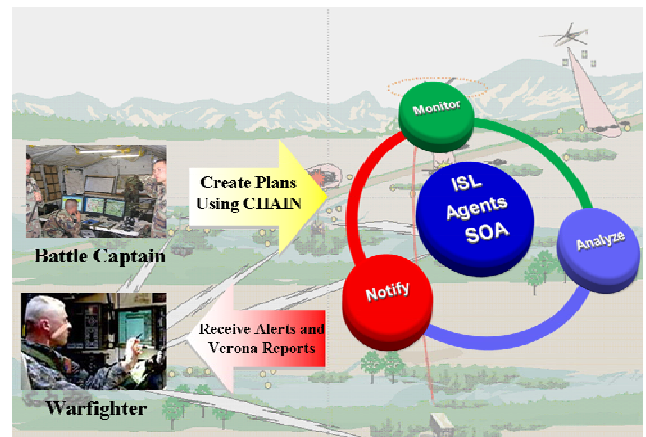 Monitor
ISL
Agents
SOA
Analyze
Notify
Create Plans
Using CHAIN
Battle Captain
Receive Alerts and
Verona Reports
Warfighter